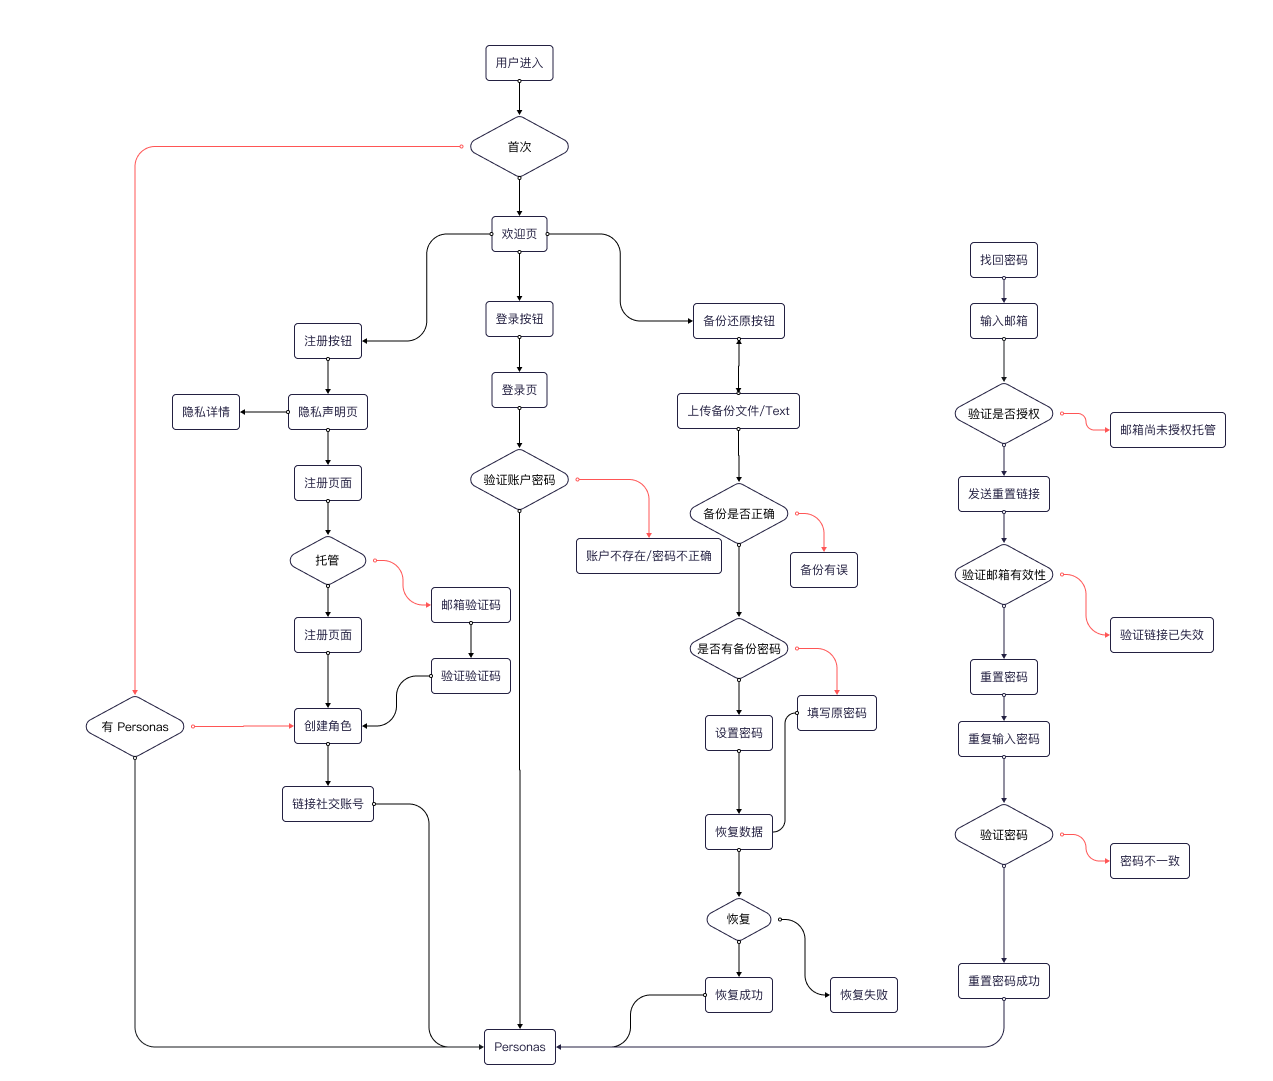 用户进入
首次
欢迎页
找回密码
登录按钮
备份还原按钮
输入邮箱
注册按钮
登录页
隐私详情
隐私声明页
上传备份文件/Text
验证是否授权
邮箱尚未授权托管
注册页面
验证账户密码
发送重置链接
备份是否正确
账户不存在/密码不正确
托管
备份有误
验证邮箱有效性
邮箱验证码
注册页面
验证链接已失效
是否有备份密码
验证验证码
重置密码
填写原密码
有 Personas
创建角色
设置密码
重复输入密码
链接社交账号
恢复数据
验证密码
密码不一致
恢复
重置密码成功
恢复成功
恢复失败
Personas